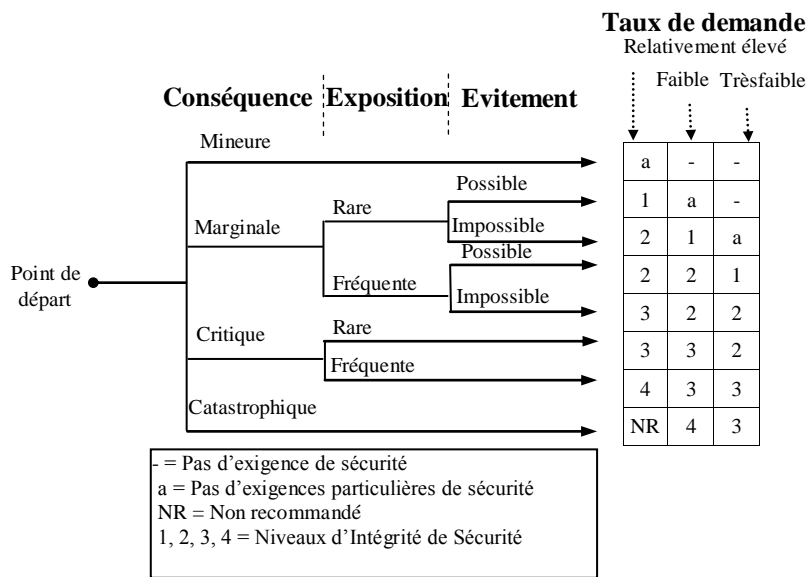 Taux de demande
Relativement élevé
Faible Trèsfaible
Conséquence Exposition Evitement
Mineure
a - -
Possible
1 a -
Rare
Marginale
Impossible
2 1 a
Possible
2 2 1
Point de
départ
Fréquente
Impossible
3 2 2
Critique
Rare
3 3 2
Fréquente
4 3 3
Catastrophique
NR 4 3
- = Pas d'exigence de sécurité
a = Pas d'exigences particulières de sécurité
NR = Non recommandé
1, 2, 3, 4 = Niveaux d'Intégrité de Sécurité